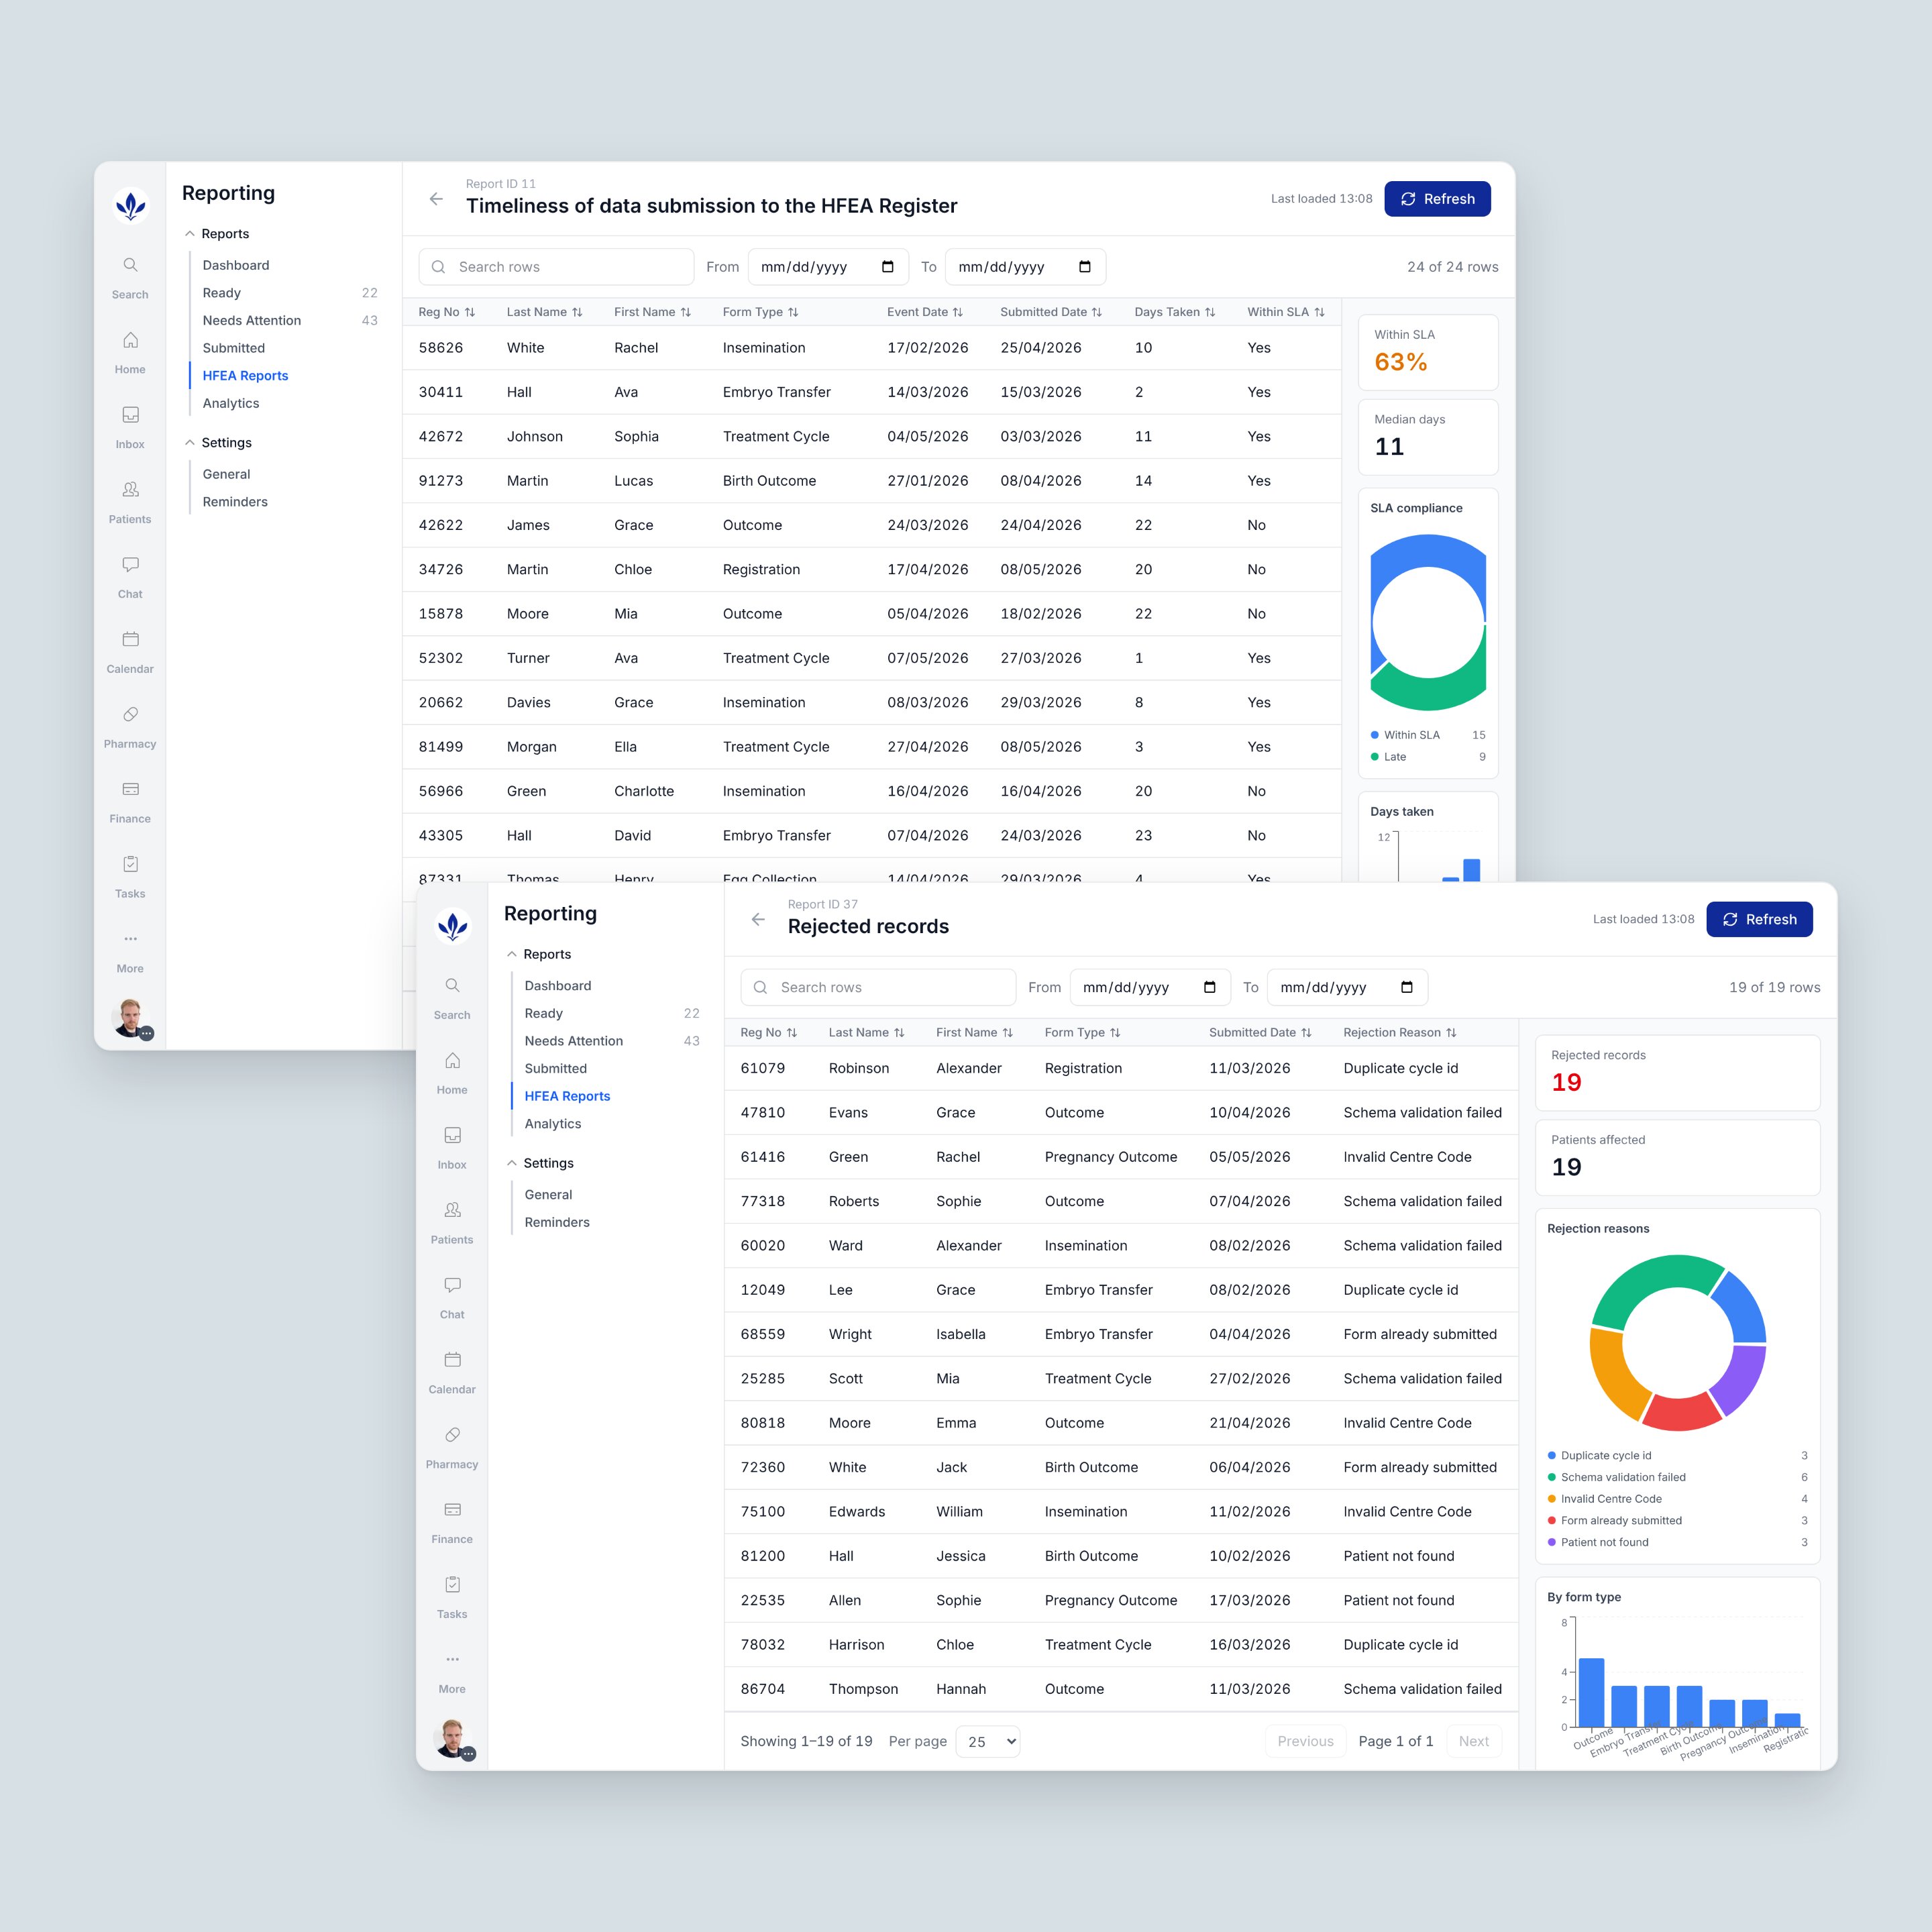 Search
Home
Inbox
Patients
Chat
Calendar
Pharmacy
Finance
Tasks
More
Reporting
Reports
Dashboard
Ready 22
Needs Attention 43
Submitted
HFEA Reports
Analytics
Settings
General
Reminders
Report ID 11
Timeliness of data submission to the HFEA Register
Last loaded 13:08 Refresh
Search rows From mm/dd/yyyy To mm/dd/yyyy 24 of 24 rows
Reg No Last Name First Name Form Type Event Date Submitted Date Days Taken Within SLA
58626 White Rachel Insemination 17/02/2026 25/04/2026 10 Yes
30411 Hall Ava Embryo Transfer 14/03/2026 15/03/2026 2 Yes
42672 Johnson Sophia Treatment Cycle 04/05/2026 03/03/2026 11 Yes
91273 Martin Lucas Birth Outcome 27/01/2026 08/04/2026 14 Yes
42622 James Grace Outcome 24/03/2026 24/04/2026 22 No
34726 Martin Chloe Registration 17/04/2026 08/05/2026 20 No
15878 Moore Mia Outcome 05/04/2026 18/02/2026 22 No
52302 Turner Ava Treatment Cycle 07/05/2026 27/03/2026 1 Yes
20662 Davies Grace Insemination 08/03/2026 29/03/2026 8 Yes
81499 Morgan Ella Treatment Cycle 27/04/2026 08/05/2026 3 Yes
56966 Green Charlotte Insemination 16/04/2026 16/04/2026 20 No
43305 Hall David Embryo Transfer 07/04/2026 24/03/2026 23 No
87331 Thomas Henry Egg Collection 14/04/2026 29/03/2026 4 Yes
Within SLA
63%
Median days
11
SLA compliance
Within SLA 15
Late 9
Days taken
12
Search
Home
Inbox
Patients
Chat
Calendar
Pharmacy
Finance
Tasks
More
Reporting
Reports
Dashboard
Ready 22
Needs Attention 43
Submitted
HFEA Reports
Analytics
Settings
General
Reminders
Report ID 37
Rejected records
Last loaded 13:08 Refresh
Search rows From mm/dd/yyyy To mm/dd/yyyy 19 of 19 rows
Reg No Last Name First Name Form Type Submitted Date Rejection Reason
61079 Robinson Alexander Registration 11/03/2026 Duplicate cycle id
47810 Evans Grace Outcome 10/04/2026 Schema validation failed
61416 Green Rachel Pregnancy Outcome 05/05/2026 Invalid Centre Code
77318 Roberts Sophie Outcome 07/04/2026 Schema validation failed
60020 Ward Alexander Insemination 08/02/2026 Schema validation failed
12049 Lee Grace Embryo Transfer 08/02/2026 Duplicate cycle id
68559 Wright Isabella Embryo Transfer 04/04/2026 Form already submitted
25285 Scott Mia Treatment Cycle 27/02/2026 Schema validation failed
80818 Moore Emma Outcome 21/04/2026 Invalid Centre Code
72360 White Jack Birth Outcome 06/04/2026 Form already submitted
75100 Edwards William Insemination 11/02/2026 Invalid Centre Code
81200 Hall Jessica Birth Outcome 10/02/2026 Patient not found
22535 Allen Sophie Pregnancy Outcome 17/03/2026 Patient not found
78032 Harrison Chloe Treatment Cycle 16/03/2026 Duplicate cycle id
86704 Thompson Hannah Outcome 11/03/2026 Schema validation failed
Showing 1–19 of 19 Per page 25 Previous Page 1 of 1 Next
Rejected records
19
Patients affected
19
Rejection reasons
Duplicate cycle id 3
Schema validation failed 6
Invalid Centre Code 4
Form already submitted 3
Patient not found 3
By form type
8
4
2
0
Outcome
Embryo Transfer
Treatment Cycle
Birth Outcome
Pregnancy Outcome
Insemination
Registratic